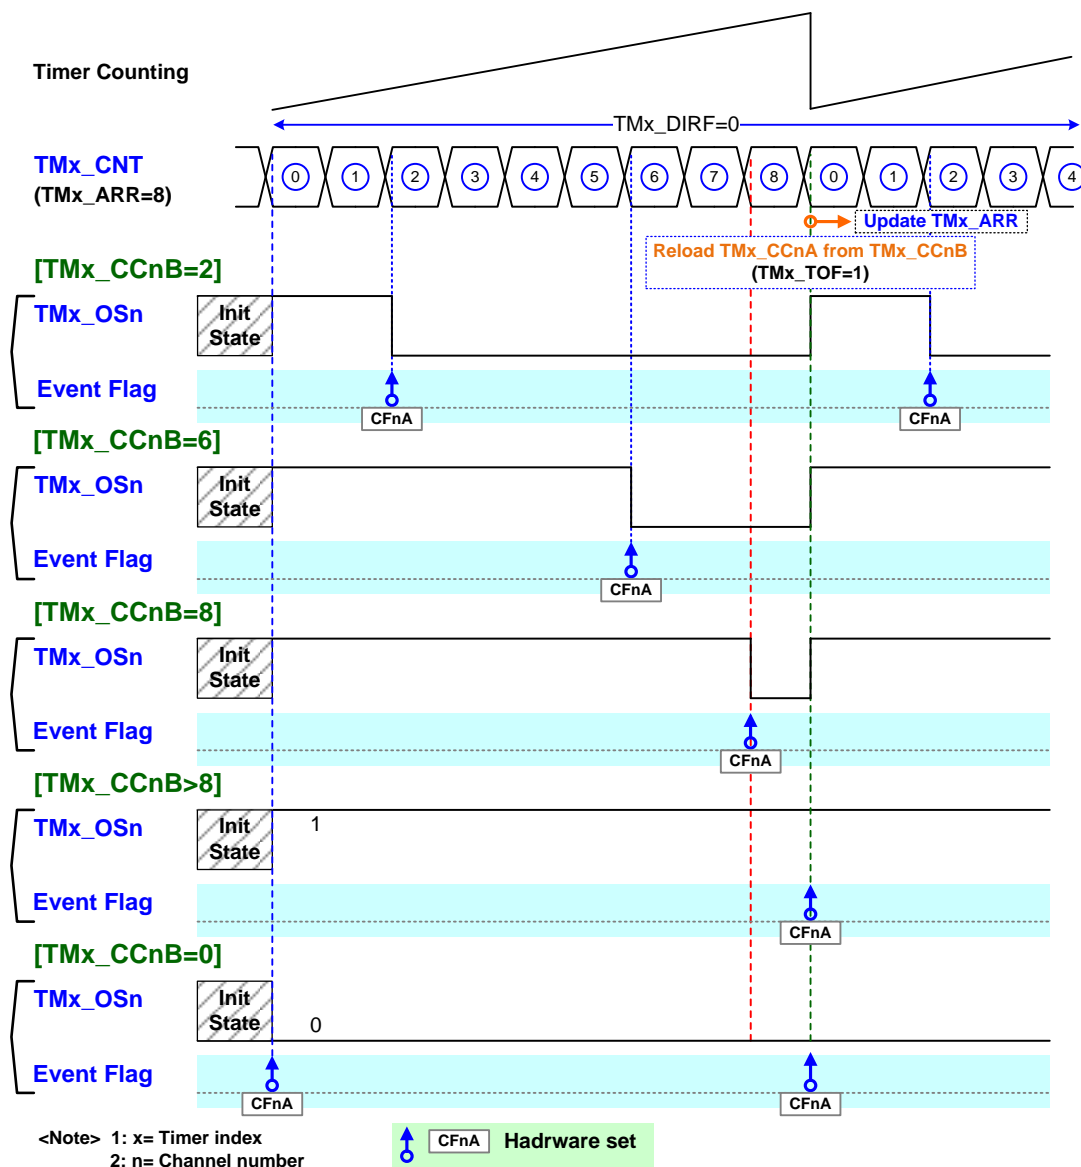 Timer Counting
TMx_DIRF=0
TMx_CNT
(TMx_ARR=8)
0 1 2 3 4 5 6 7 8 0 1 2 3 4
Update TMx_ARR
Reload TMx_CCnA from TMx_CCnB
(TMx_TOF=1)
[TMx_CCnB=2]
TMx_OSn
Init
State
Event Flag
CFnA CFnA
[TMx_CCnB=6]
TMx_OSn
Init
State
Event Flag
CFnA
[TMx_CCnB=8]
TMx_OSn
Init
State
Event Flag
CFnA
[TMx_CCnB>8]
TMx_OSn
Init
State
1
Event Flag
CFnA
[TMx_CCnB=0]
TMx_OSn
Init
State
0
Event Flag
CFnA CFnA
<Note> 1: x= Timer index
2: n= Channel number
CFnA Hadrware set